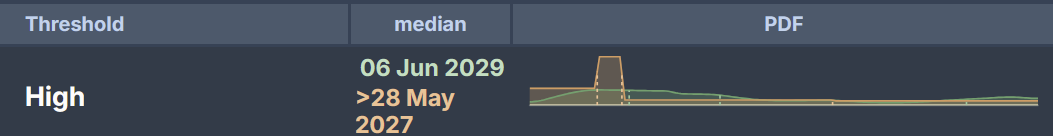 Threshold median PDF
06 Jun 2029
High
>28 May
2027